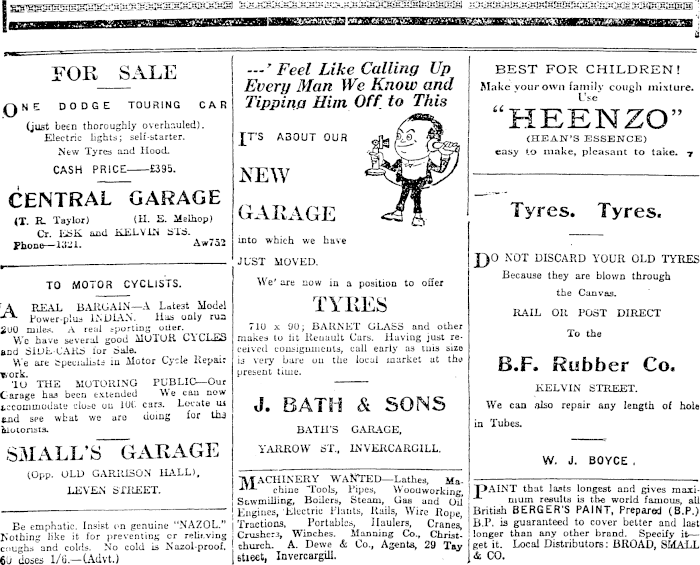 FOR SALE
ONE DODGE TOURING CAR
(just been thoroughly overhauled).
Electric lights; self-starter.
New Tyres and Hood.
CASH PRICE——£395.
CENTRAL GARAGE
(T. R. Taylor) (H. E. Melhop)
Cr. ESK and KELVIN STS.
Phone—1321. Aw752
TO MOTOR CYCLISTS.
A REAL BARGAIN—A Latest Model
Power-plus INDIAN. Has only run
200 miles. A real sporting offer.
We have several good MOTOR CYCLES
and SIDE-CARS for Sale.
We are Specialists in Motor Cycle Repair
work.
TO THE MOTORING PUBLIC—Our
Garage has been extended We can now
accommodate close on 100 cars. Locate us
and see what we are doing for the
Motorists.
SMALL'S GARAGE
(Opp. OLD GARRISON HALL),
LEVEN STREET.
Be emphatic. Insist on genuine "NAZOL."
Nothing like it for preventing or relieving
coughs and colds. No cold is Nazol-proof.
60 doses 1/6.—(Advt.)
---' Feel Like Calling Up
Every Man We Know and
Tipping Him Off to This
IT'S ABOUT OUR
NEW
GARAGE
into which we have
JUST MOVED.
We' are now in a position to offer
TYRES
710 x 90; BARNET GLASS and other
makes to fit Renault Cars. Having just re-
ceived consignments, call early as this size
is very bare on the local market at the
present time.
J. BATH & SONS
BATH'S GARAGE,
YARROW ST., INVERCARGILL.
MACHINERY WANTED—Lathes, Ma-
chine Tools, Pipes, Woodworking,
Sawmilling, Boilers, Steam, Gas and Oil
Engines, Electric Plants, Rails, Wire Rope,
Tractions, Portables, Haulers, Cranes,
Crushers, Winches. Manning Co., Christ-
church. A. Dewe & Co., Agents, 29 Tay
street, Invercargill.
BEST FOR CHILDREN!
Make your own family cough mixture.
Use
"HEENZO"
(HEAN'S ESSENCE)
easy to make, pleasant to take. 7
Tyres. Tyres.
DO NOT DISCARD YOUR OLD TYRES
Because they are blown through
the Canvas.
RAIL OR POST DIRECT
To the
B.F. Rubber Co.
KELVIN STREET.
We can also repair any length of hole
in Tubes.
W. J. BOYCE.
PAINT that lasts longest and gives maxi-
mum results is the world famous, all
British BERGER'S PAINT, Prepared (B.P.)
B.P. is guaranteed to cover better and last
longer than any other brand. Specify it—
get it. Local Distributors: BROAD, SMALL
& CO.